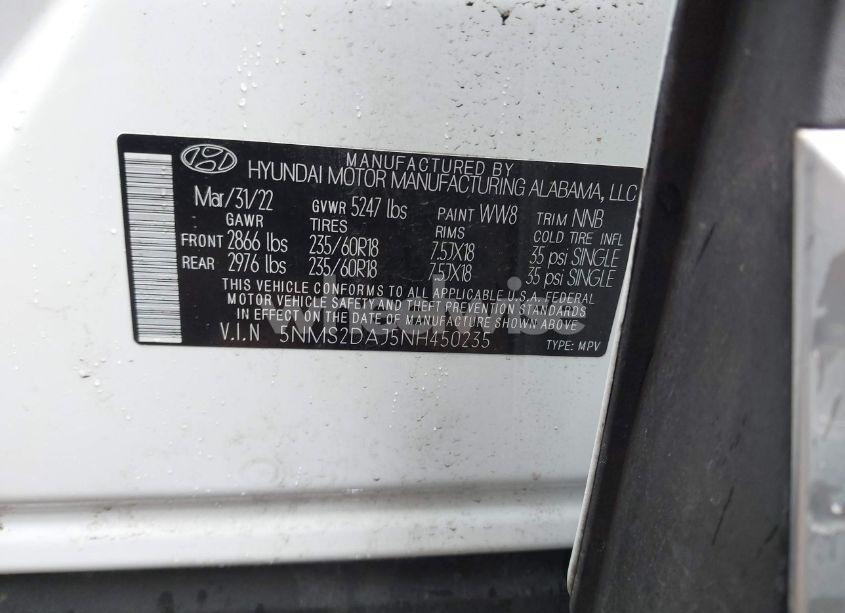 MANUFACTURED BY
HYUNDAI MOTOR MANUFACTURING ALABAMA, LLC
Mar/31/22 GVWR 5247 lbs PAINT WW8 TRIM NNB
GAWR TIRES RIMS COLD TIRE INFL
FRONT 2866 lbs 235/60R18 7.5JX18 35 psi SINGLE
REAR 2976 lbs 235/60R18 7.5JX18 35 psi SINGLE
THIS VEHICLE CONFORMS TO ALL APPLICABLE U.S.A. FEDERAL
MOTOR VEHICLE SAFETY AND THEFT PREVENTION STANDARDS
IN EFFECT ON THE DATE OF MANUFACTURE SHOWN ABOVE
V.I.N 5NMS2DAJ5NH450235 TYPE: MPV